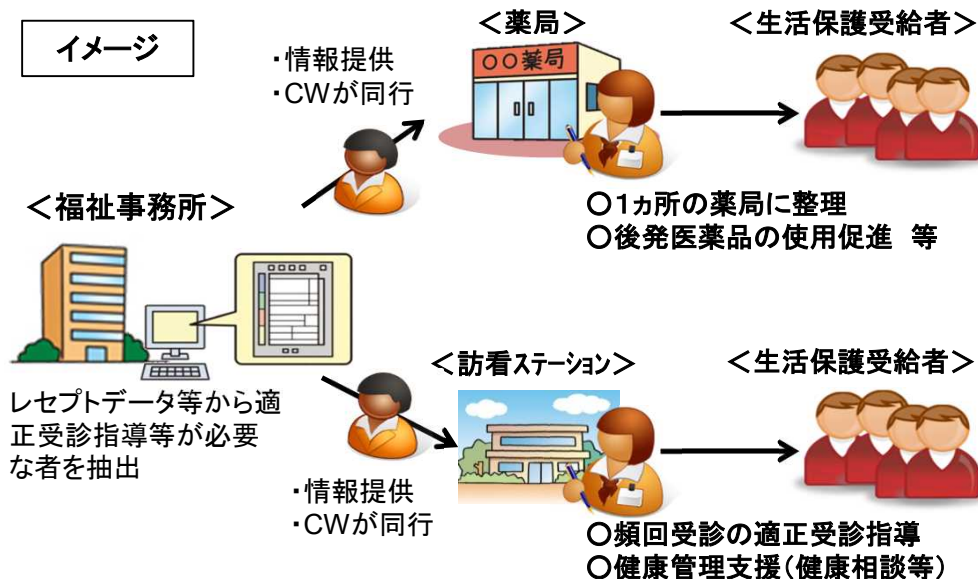 イメージ
・情報提供
・CWが同行
＜薬局＞
〇〇薬局
＜生活保護受給者＞
〇1ヵ所の薬局に整理
〇後発医薬品の使用促進　等
＜福祉事務所＞
レセプトデータ等から適
正受診指導等が必要
な者を抽出
・情報提供
・CWが同行
＜訪看ステーション＞
＜生活保護受給者＞
〇頻回受診の適正受診指導
〇健康管理支援（健康相談等）